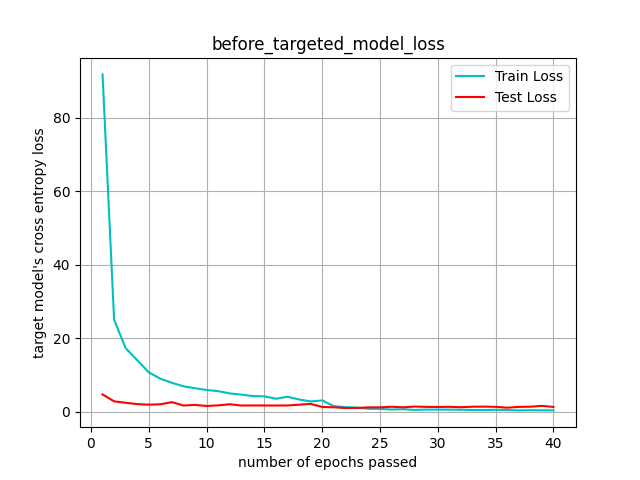 before_targeted_model_loss
Train Loss
Test Loss
target model's cross entropy loss
80
60
40
20
0
0 5 10 15 20 25 30 35 40
number of epochs passed